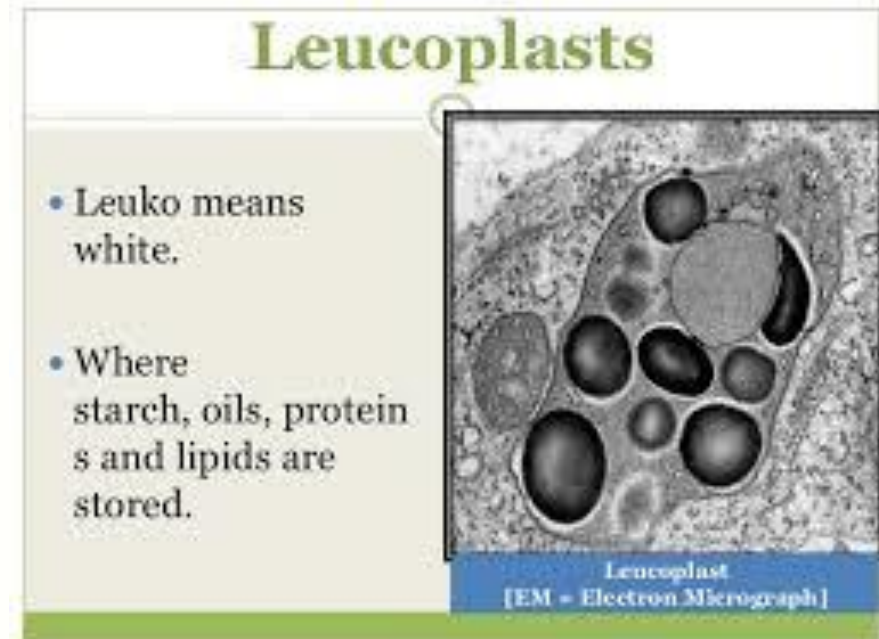 Leucoplasts
• Leuko means
white.
• Where
starch, oils, protein
s and lipids are
stored.
Leucoplast
[EM = Electron Micrograph]